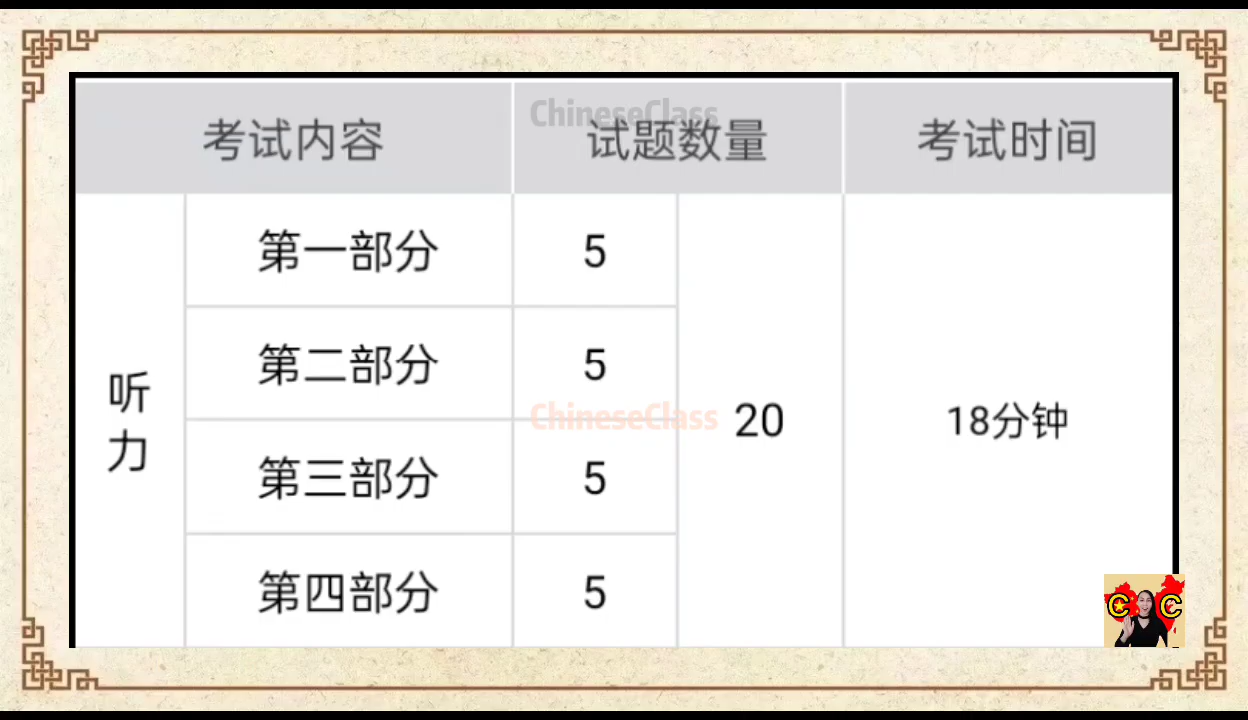 ChineseClass
考试内容 试题数量 考试时间
第一部分 5
第二部分 5
听力
ChineseClass
20 18分钟
第三部分 5
第四部分 5
C C